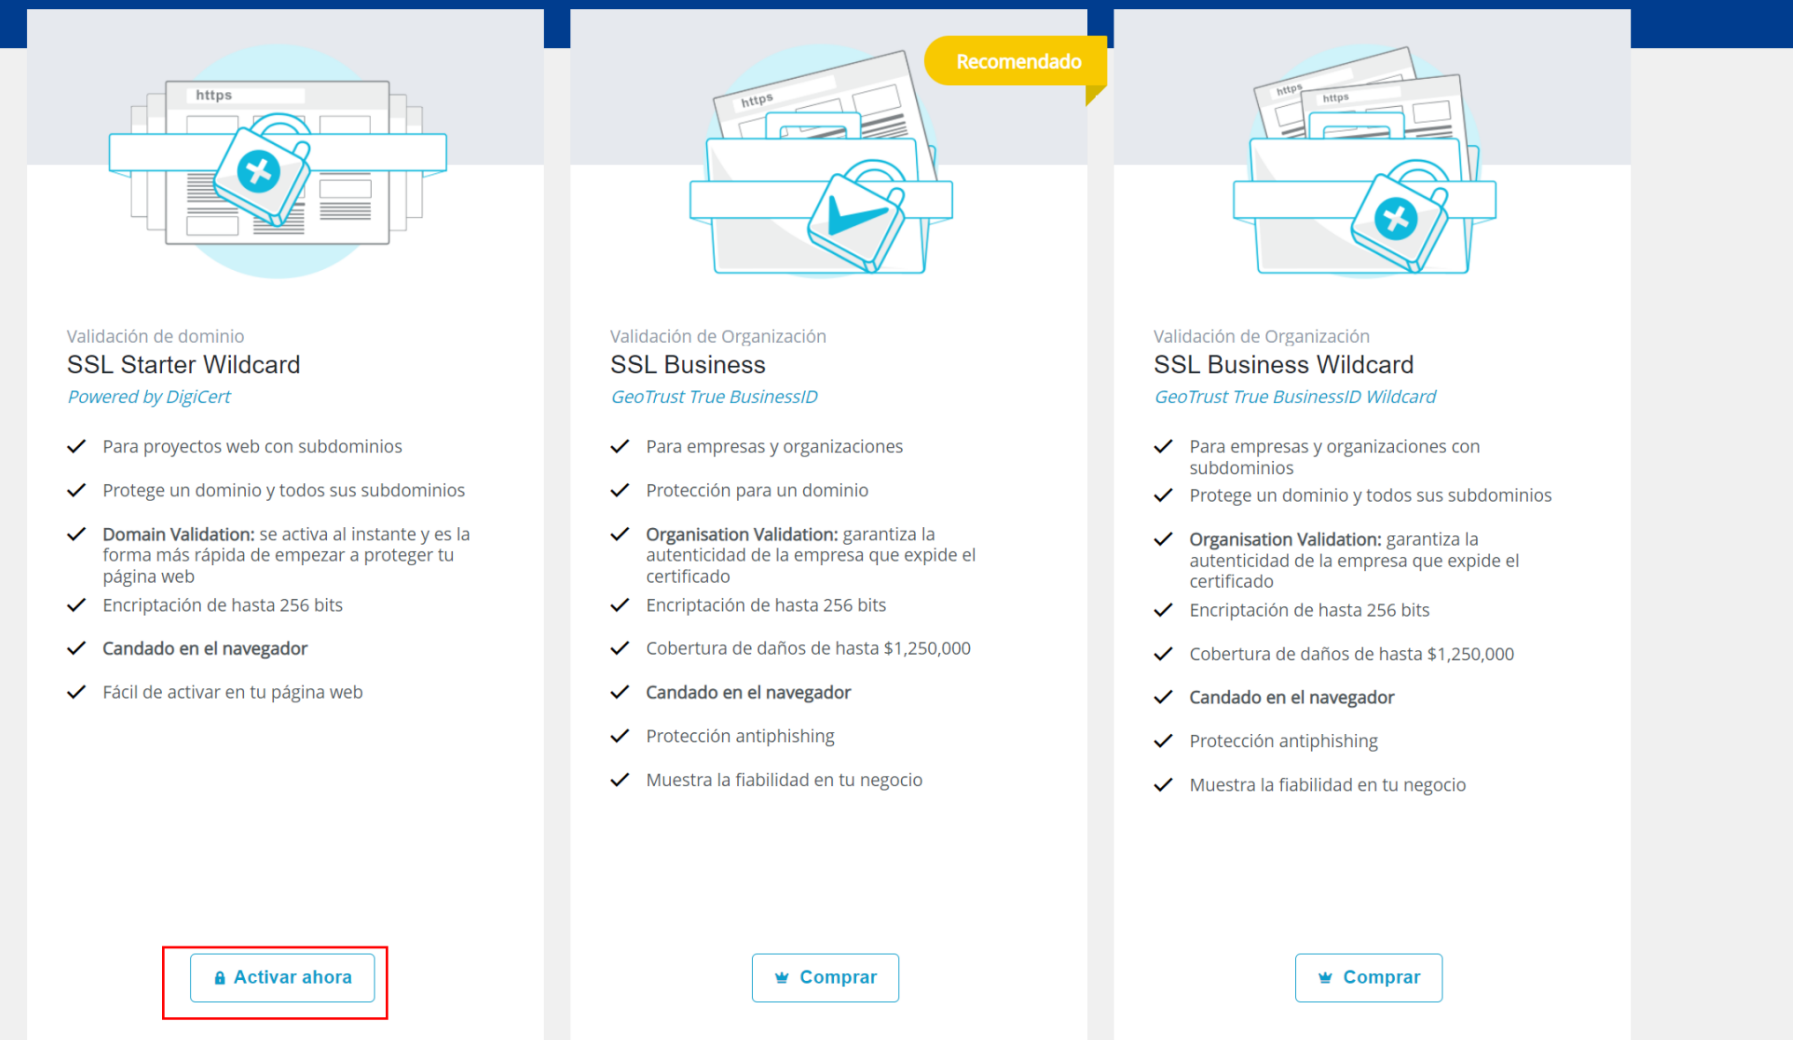 https
Validación de dominio
SSL Starter Wildcard
Powered by DigiCert
Para proyectos web con subdominios
Protege un dominio y todos sus subdominios
Domain Validation: se activa al instante y es la
forma más rápida de empezar a proteger tu
página web
Encriptación de hasta 256 bits
Candado en el navegador
Fácil de activar en tu página web
Activar ahora
Recomendado
https
Validación de Organización
SSL Business
GeoTrust True BusinessID
Para empresas y organizaciones
Protección para un dominio
Organisation Validation: garantiza la
autenticidad de la empresa que expide el
certificado
Encriptación de hasta 256 bits
Cobertura de daños de hasta $1,250,000
Candado en el navegador
Protección antiphishing
Muestra la fiabilidad en tu negocio
Comprar
https
https
Validación de Organización
SSL Business Wildcard
GeoTrust True BusinessID Wildcard
Para empresas y organizaciones con
subdominios
Protege un dominio y todos sus subdominios
Organisation Validation: garantiza la
autenticidad de la empresa que expide el
certificado
Encriptación de hasta 256 bits
Cobertura de daños de hasta $1,250,000
Candado en el navegador
Protección antiphishing
Muestra la fiabilidad en tu negocio
Comprar